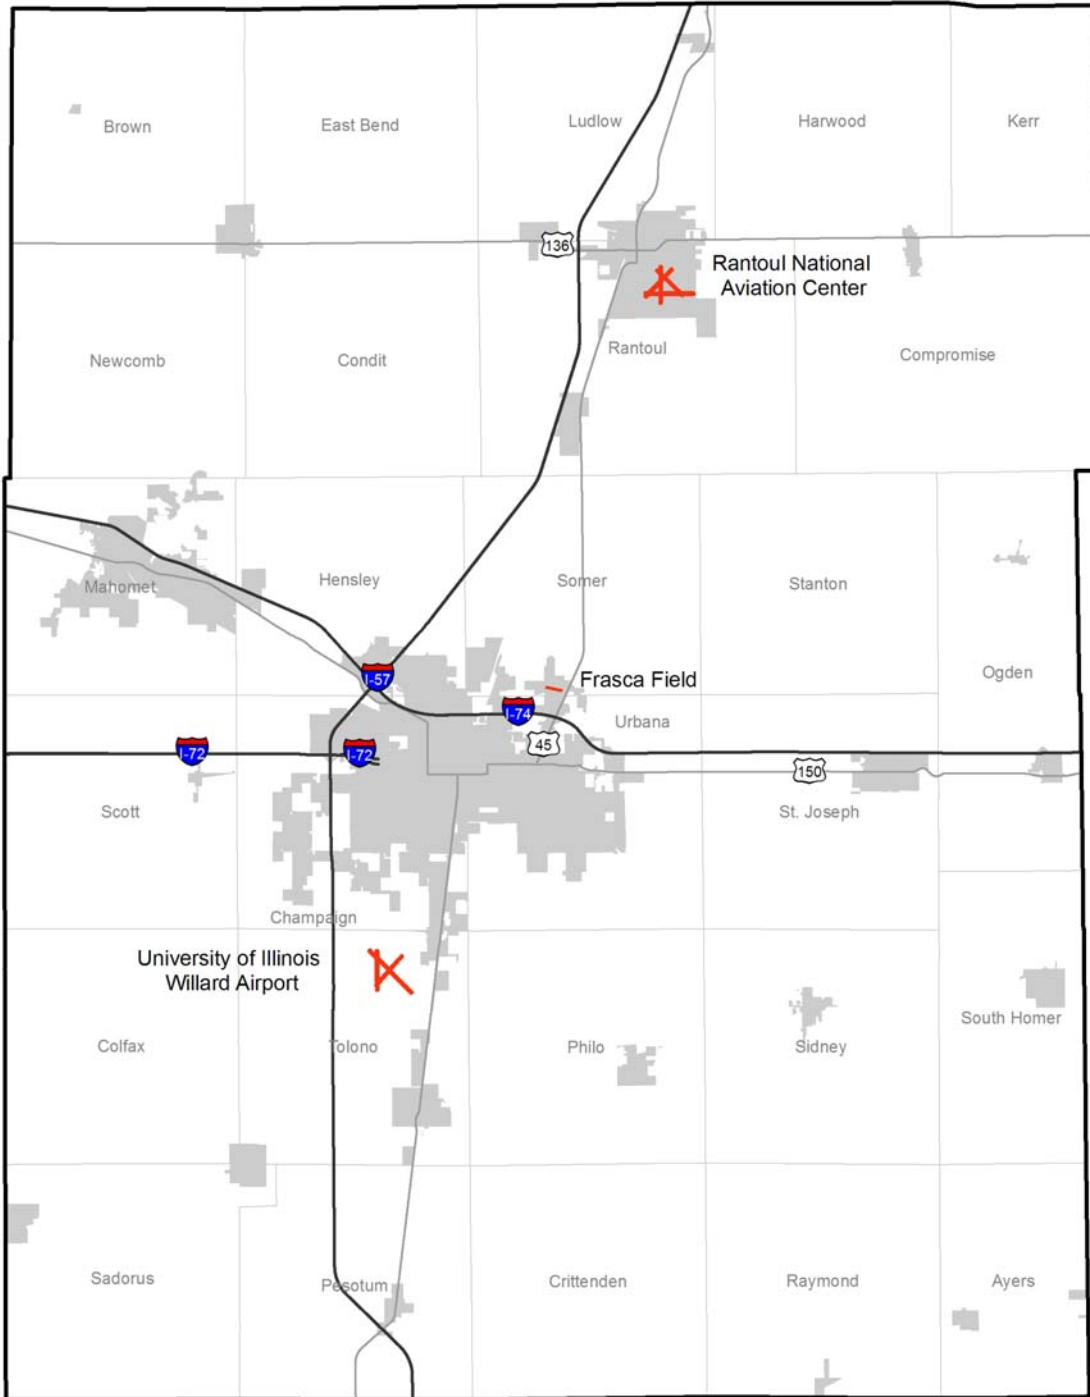 Brown
East Bend
Ludlow
Harwood
Kerr
136
Rantoul National
Aviation Center
Newcomb
Condit
Rantoul
Compromise
Mahomet
Hensley
Somer
Stanton
Ogden
I-57
Frasca Field
I-74
Urbana
45
I-72
I-72
150
Scott
St. Joseph
Champaign
University of Illinois
Willard Airport
Colfax
Tolono
Philo
Sidney
South Homer
Sadorus
Pesotum
Crittenden
Raymond
Ayers